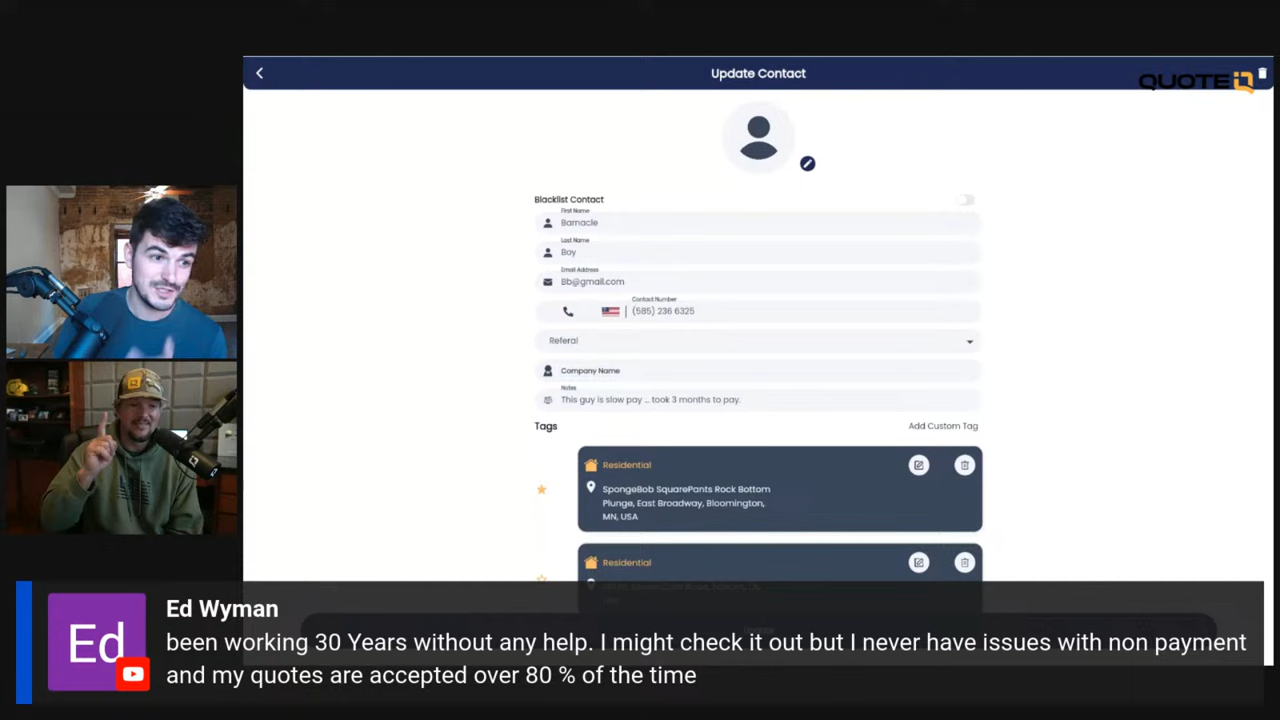 Update Contact
QUOTE IQ
Blacklist Contact
First Name
Barnacle
Last Name
Boy
Email Address
Bb@gmail.com
Contact Number
(585) 236 6325
Referal
Company Name
Notes
This guy is slow pay ... took 3 months to pay.
Tags
Add Custom Tag
Residential
SpongeBob SquarePants Rock Bottom
Plunge, East Broadway, Bloomington,
MN, USA
Residential
Ed
Ed Wyman
been working 30 Years without any help. I might check it out but I never have issues with non payment
and my quotes are accepted over 80 % of the time